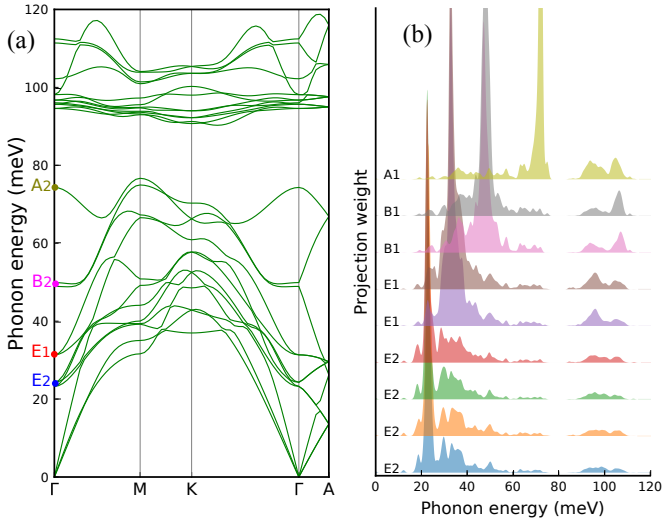 (a)
Phonon energy (meV)
120
100
80
60
40
20
0
A2
B2
E1
E2
Γ
M
K
Γ
A
(b)
Projection weight
A1
B1
B1
E1
E1
E2
E2
E2
E2
0
20
40
60
80
100
120
Phonon energy (meV)